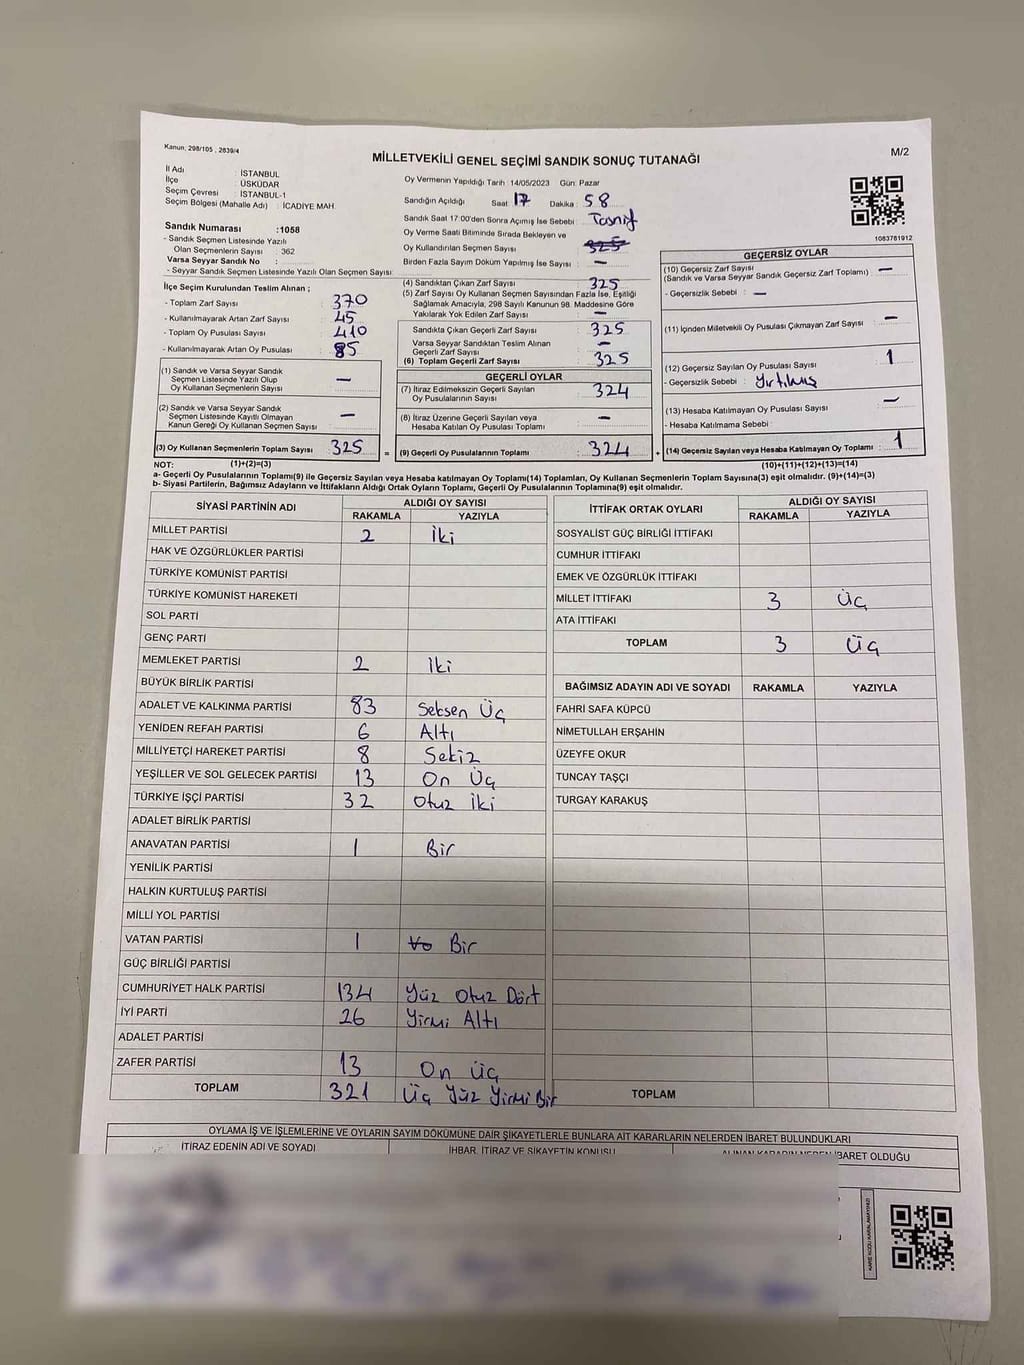 Kanun, 298/105 , 2839/4
MİLLETVEKİLİ GENEL SEÇİMİ SANDIK SONUÇ TUTANAĞI
M/2
İl Adı : İSTANBUL
İlçe : ÜSKÜDAR
Seçim Çevresi : İSTANBUL-1
Seçim Bölgesi (Mahalle Adı) : İCADİYE MAH.
Sandık Numarası :1058
- Sandık Seçmen Listesinde Yazılı
Olan Seçmenlerin Sayısı : 362
Varsa Seyyar Sandık No :
- Seyyar Sandık Seçmen Listesinde Yazılı Olan Seçmen Sayısı:
İlçe Seçim Kurulundan Teslim Alınan ;
- Toplam Zarf Sayısı : 370
- Kullanılmayarak Artan Zarf Sayısı : 45
- Toplam Oy Pusulası Sayısı : 410
- Kullanılmayarak Artan Oy Pusulası : 85
Oy Vermenin Yapıldığı Tarih :14/05/2023 Gün: Pazar
Sandığın Açıldığı Saat : 17 Dakika : 58
Sandık Saat 17:00'den Sonra Açımış İse Sebebi : Tasnif
Oy Verme Saati Bitiminde Sırada Bekleyen ve
Oy Kullandırılan Seçmen Sayısı : 325
Birden Fazla Sayım Döküm Yapılmış İse Sayısı : —
(4) Sandıktan Çıkan Zarf Sayısı : 325
(5) Zarf Sayısı Oy Kullanan Seçmen Sayısından Fazla İse, Eşitliği
Sağlamak Amacıyla, 298 Sayılı Kanunun 98. Maddesine Göre
Yakılarak Yok Edilen Zarf Sayısı : —
Sandıkta Çıkan Geçerli Zarf Sayısı : 325
Varsa Seyyar Sandıktan Teslim Alınan
Geçerli Zarf Sayısı : —
(6) Toplam Geçerli Zarf Sayısı : 325
1083761912
GEÇERSİZ OYLAR
(10) Geçersiz Zarf Sayısı : —
(Sandık ve Varsa Seyyar Sandık Geçersiz Zarf Toplamı)
- Geçersizlik Sebebi : —
(11) İçinden Milletvekili Oy Pusulası Çıkmayan Zarf Sayısı : —
(12) Geçersiz Sayılan Oy Pusulası Sayısı : 1
- Geçersizlik Sebebi : Yırtılmış
(13) Hesaba Katılmayan Oy Pusulası Sayısı : —
- Hesaba Katılmama Sebebi :
(14) Geçersiz Sayılan veya Hesaba Katılmayan Oy Toplamı : 1
(1) Sandık ve Varsa Seyyar Sandık
Seçmen Listesinde Yazılı Olup
Oy Kullanan Seçmen Sayısı : —
(2) Sandık ve Varsa Seyyar Sandık
Seçmen Listesinde Kayıtlı Olmayan
Kanun Gereği Oy Kullanan Seçmen Sayısı : —
(3) Oy Kullanan Seçmenlerin Toplam Sayısı : 325 =
GEÇERLİ OYLAR
(7) İtiraz Edilmeksizin Geçerli Sayılan
Oy Pusulalarının Sayısı : 324
(8) İtiraz Üzerine Geçerli Sayılan veya
Hesaba Katılan Oy Pusulası Toplamı : —
(9) Geçerli Oy Pusulalarının Toplamı : 324 +
NOT: (1)+(2)=(3)
(10)+(11)+(12)+(13)=(14)
a- Geçerli Oy Pusulalarının Toplamı(9) ile Geçersiz Sayılan veya Hesaba katılmayan Oy Toplamı(14) Toplamları, Oy Kullanan Seçmenlerin Toplam Sayısına(3) eşit olmalıdır. (9)+(14)=(3)
b- Siyasi Partilerin, Bağımsız Adayların ve İttifakların Aldığı Ortak Oyların Toplamı, Geçerli Oy Pusulalarının Toplamına(9) eşit olmalıdır.
SİYASİ PARTİNİN ADI ALDIĞI OY SAYISI
RAKAMLA YAZIYLA
MİLLET PARTİSİ 2 İki
HAK VE ÖZGÜRLÜKLER PARTİSİ
TÜRKİYE KOMÜNİST PARTİSİ
TÜRKİYE KOMÜNİST HAREKETİ
SOL PARTİ
GENÇ PARTİ
MEMLEKET PARTİSİ 2 İki
BÜYÜK BİRLİK PARTİSİ
ADALET VE KALKINMA PARTİSİ 83 Seksen Üç
YENİDEN REFAH PARTİSİ 6 Altı
MİLLİYETÇİ HAREKET PARTİSİ 8 Sekiz
YEŞİLLER VE SOL GELECEK PARTİSİ 13 On Üç
TÜRKİYE İŞÇİ PARTİSİ 32 Otuz İki
ADALET BİRLİK PARTİSİ
ANAVATAN PARTİSİ 1 Bir
YENİLİK PARTİSİ
HALKIN KURTULUŞ PARTİSİ
MİLLİ YOL PARTİSİ
VATAN PARTİSİ 1 Bir
GÜÇ BİRLİĞİ PARTİSİ
CUMHURİYET HALK PARTİSİ 134 Yüz Otuz Dört
İYİ PARTİ 26 Yirmi Altı
ADALET PARTİSİ
ZAFER PARTİSİ 13 On Üç
TOPLAM 321 Üç Yüz Yirmi Bir
İTTİFAK ORTAK OYLARI ALDIĞI OY SAYISI
RAKAMLA YAZIYLA
SOSYALİST GÜÇ BİRLİĞİ İTTİFAKI
CUMHUR İTTİFAKI
EMEK VE ÖZGÜRLÜK İTTİFAKI
MİLLET İTTİFAKI 3 Üç
ATA İTTİFAKI
TOPLAM 3 Üç
BAĞIMSIZ ADAYIN ADI VE SOYADI RAKAMLA YAZIYLA
FAHRİ SAFA KÜPCÜ
NİMETULLAH ERŞAHİN
ÜZEYFE OKUR
TUNCAY TAŞÇI
TURGAY KARAKUŞ
TOPLAM
OYLAMA İŞ VE İŞLEMLERİNE VE OYLARIN SAYIM DÖKÜMÜNE DAİR ŞİKAYETLERLE BUNLARA AİT KARARLARIN NELERDEN İBARET BULUNDUKLARI
İTİRAZ EDENİN ADI VE SOYADI İHBAR, İTİRAZ VE ŞİKAYETİN KONUSU ALINAN KARARIN NEDEN İBARET OLDUĞU